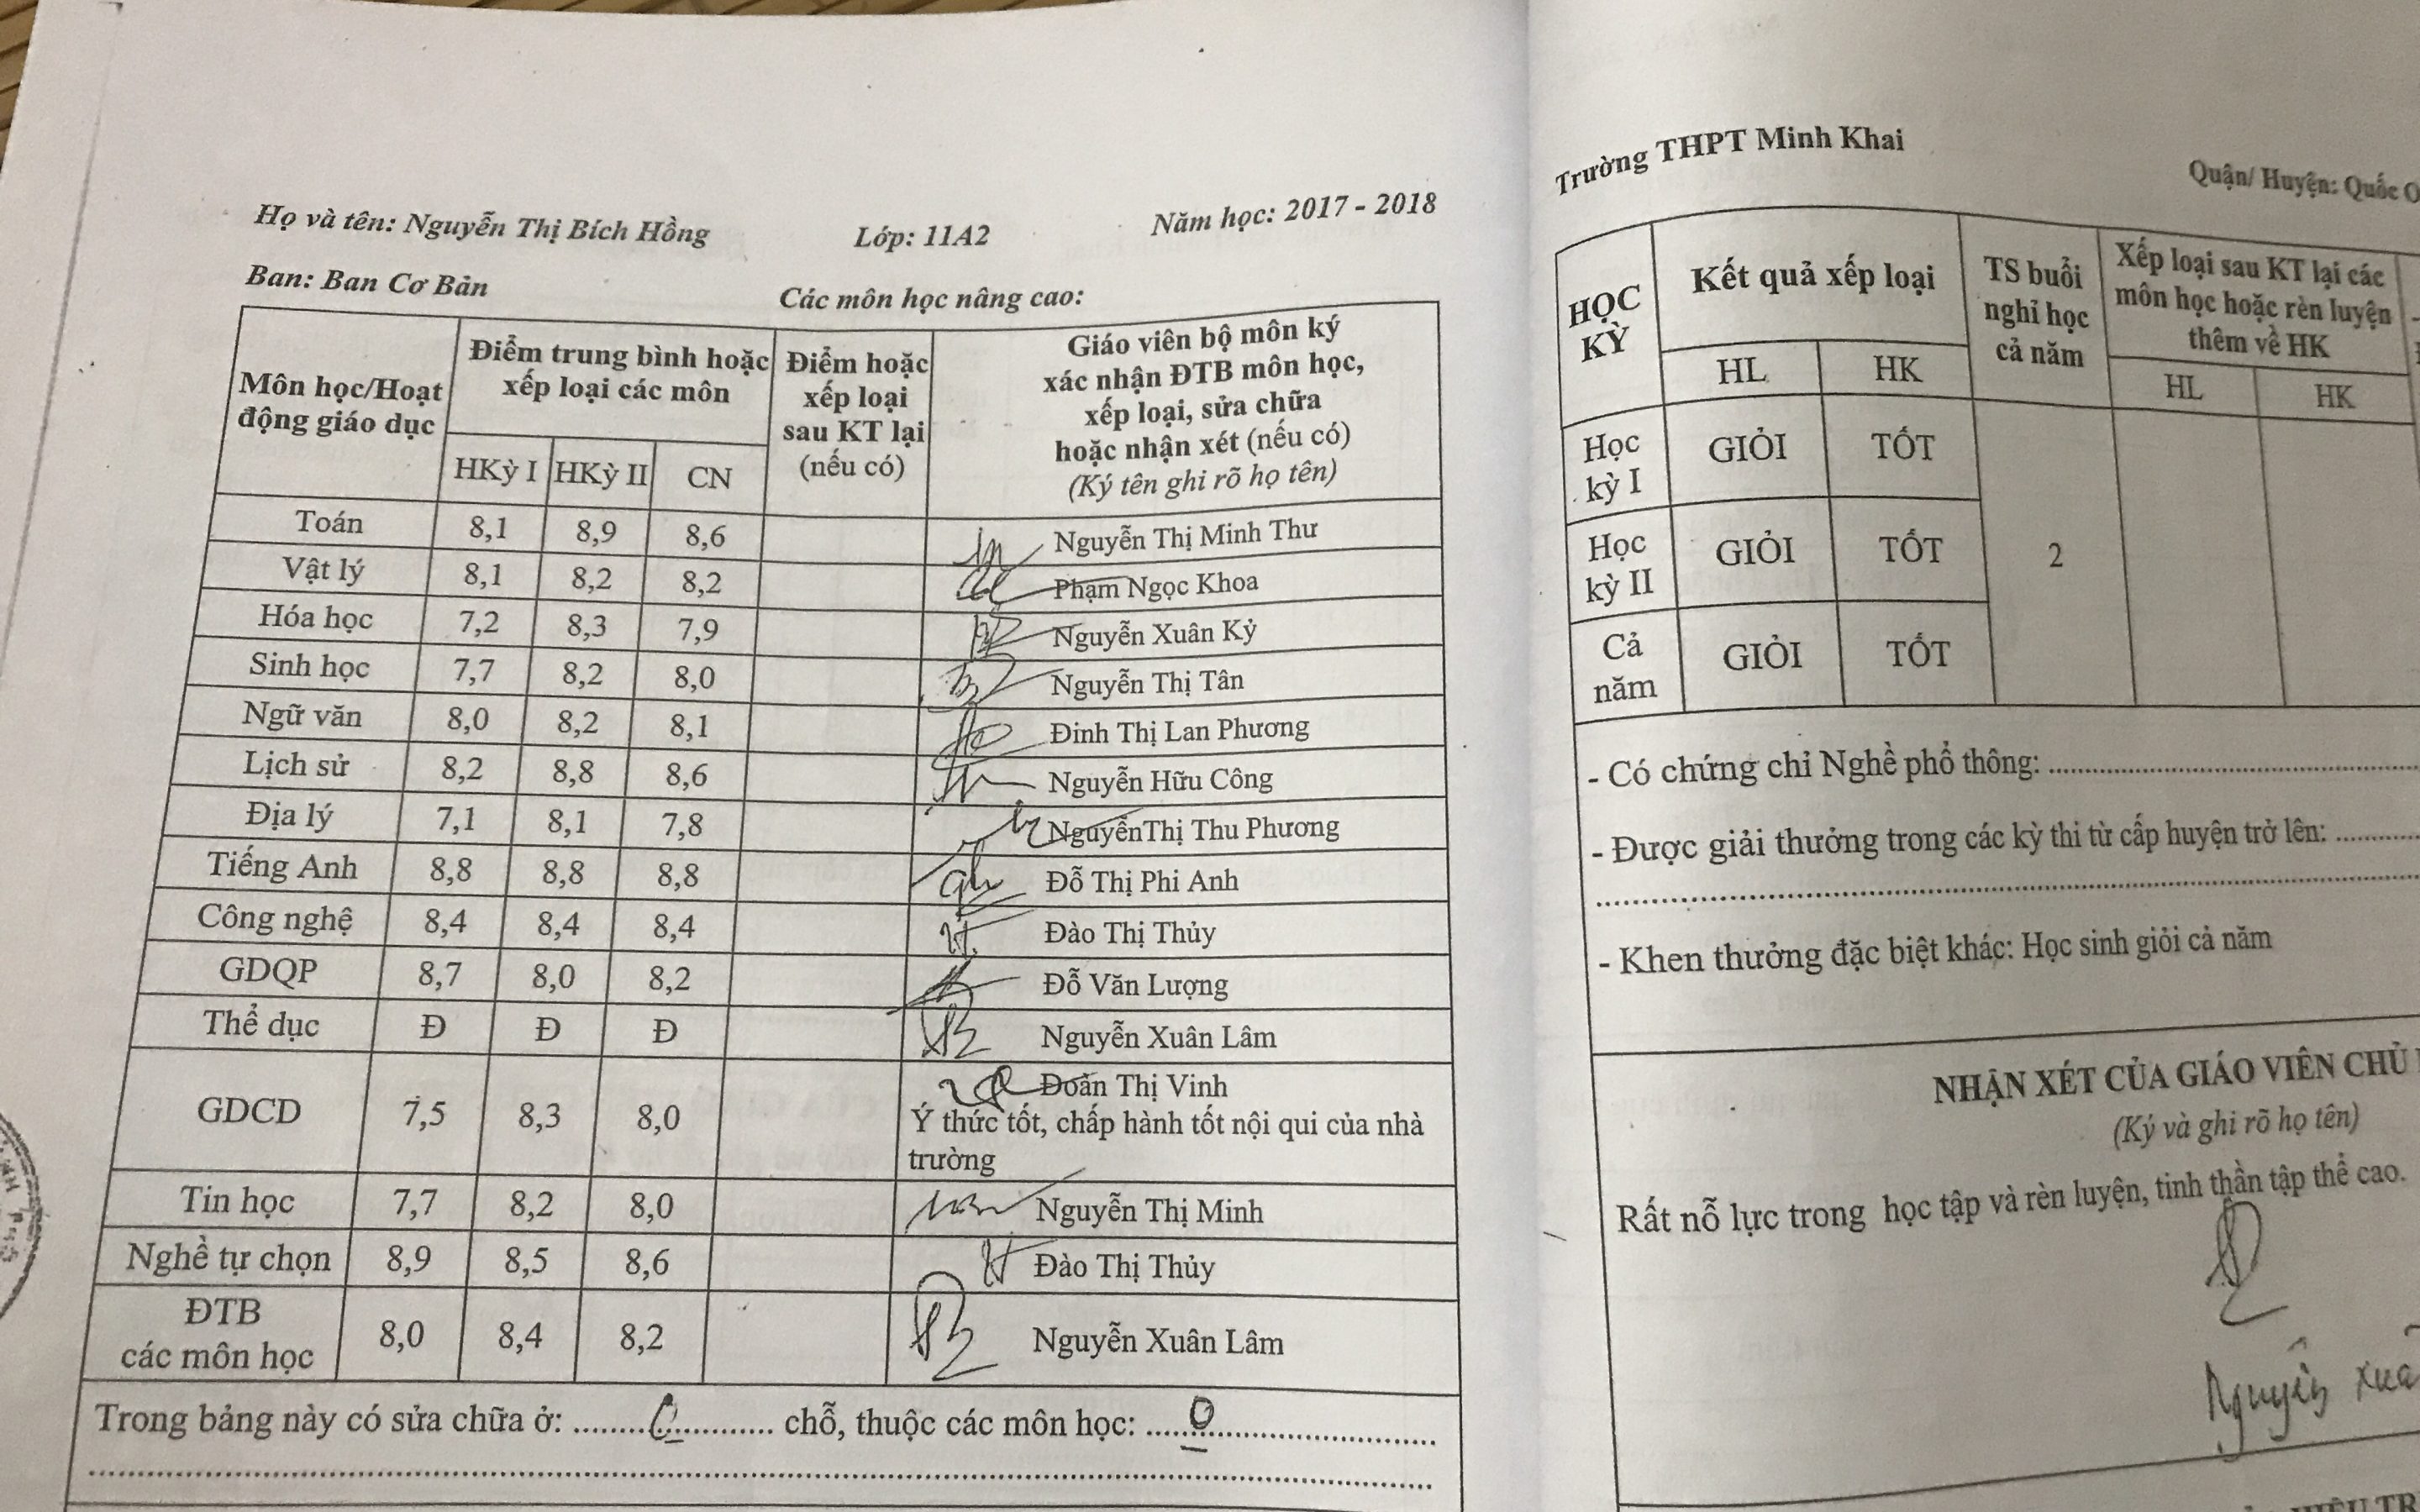 Họ và tên: Nguyễn Thị Bích Hồng Lớp: 11A2 Năm học: 2017 - 2018
Ban: Ban Cơ Bản Các môn học nâng cao:
Môn học/Hoạt động giáo dục
Điểm trung bình hoặc xếp loại các môn
Điểm hoặc xếp loại sau KT lại (nếu có)
Giáo viên bộ môn ký
xác nhận ĐTB môn học,
xếp loại, sửa chữa
hoặc nhận xét (nếu có)
(Ký tên ghi rõ họ tên)
HKỳ I HKỳ II CN
Toán 8,1 8,9 8,6 Nguyễn Thị Minh Thư
Vật lý 8,1 8,2 8,2 Phạm Ngọc Khoa
Hóa học 7,2 8,3 7,9 Nguyễn Xuân Kỷ
Sinh học 7,7 8,2 8,0 Nguyễn Thị Tân
Ngữ văn 8,0 8,2 8,1 Đinh Thị Lan Phương
Lịch sử 8,2 8,8 8,6 Nguyễn Hữu Công
Địa lý 7,1 8,1 7,8 NguyễnThị Thu Phương
Tiếng Anh 8,8 8,8 8,8 Đỗ Thị Phi Anh
Công nghệ 8,4 8,4 8,4 Đào Thị Thủy
GDQP 8,7 8,0 8,2 Đỗ Văn Lượng
Thể dục Đ Đ Đ Nguyễn Xuân Lâm
GDCD 7,5 8,3 8,0 Đoàn Thị Vinh
Ý thức tốt, chấp hành tốt nội qui của nhà
trường
Tin học 7,7 8,2 8,0 Nguyễn Thị Minh
Nghề tự chọn 8,9 8,5 8,6 Đào Thị Thủy
ĐTB
các môn học 8,0 8,4 8,2 Nguyễn Xuân Lâm
Trong bảng này có sửa chữa ở: ........0........... chỗ, thuộc các môn học: .....0........................
Trường THPT Minh Khai
Quận/ Huyện: Quốc
HỌC KỲ
Kết quả xếp loại
TS buổi nghỉ học cả năm
Xếp loại sau KT lại các
môn học hoặc rèn luyện
thêm về HK
HL HK HL HK
Học kỳ I GIỎI TỐT
Học kỳ II GIỎI TỐT 2
Cả năm GIỎI TỐT
- Có chứng chỉ Nghề phổ thông: ........................................
- Được giải thưởng trong các kỳ thi từ cấp huyện trở lên: ..........
- Khen thưởng đặc biệt khác: Học sinh giỏi cả năm
NHẬN XÉT CỦA GIÁO VIÊN CHỦ
(Ký và ghi rõ họ tên)
Rất nỗ lực trong học tập và rèn luyện, tinh thần tập thể cao.
Nguyễn